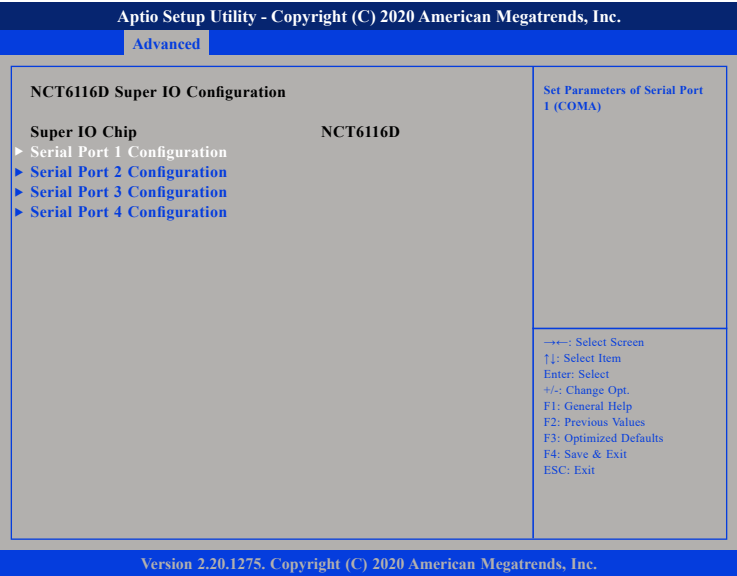 Aptio Setup Utility - Copyright (C) 2020 American Megatrends, Inc.
Advanced
NCT6116D Super IO Configuration
Super IO Chip NCT6116D
► Serial Port 1 Configuration
► Serial Port 2 Configuration
► Serial Port 3 Configuration
► Serial Port 4 Configuration
Set Parameters of Serial Port
1 (COMA)
→←: Select Screen
↑↓: Select Item
Enter: Select
+/-: Change Opt.
F1: General Help
F2: Previous Values
F3: Optimized Defaults
F4: Save & Exit
ESC: Exit
Version 2.20.1275. Copyright (C) 2020 American Megatrends, Inc.